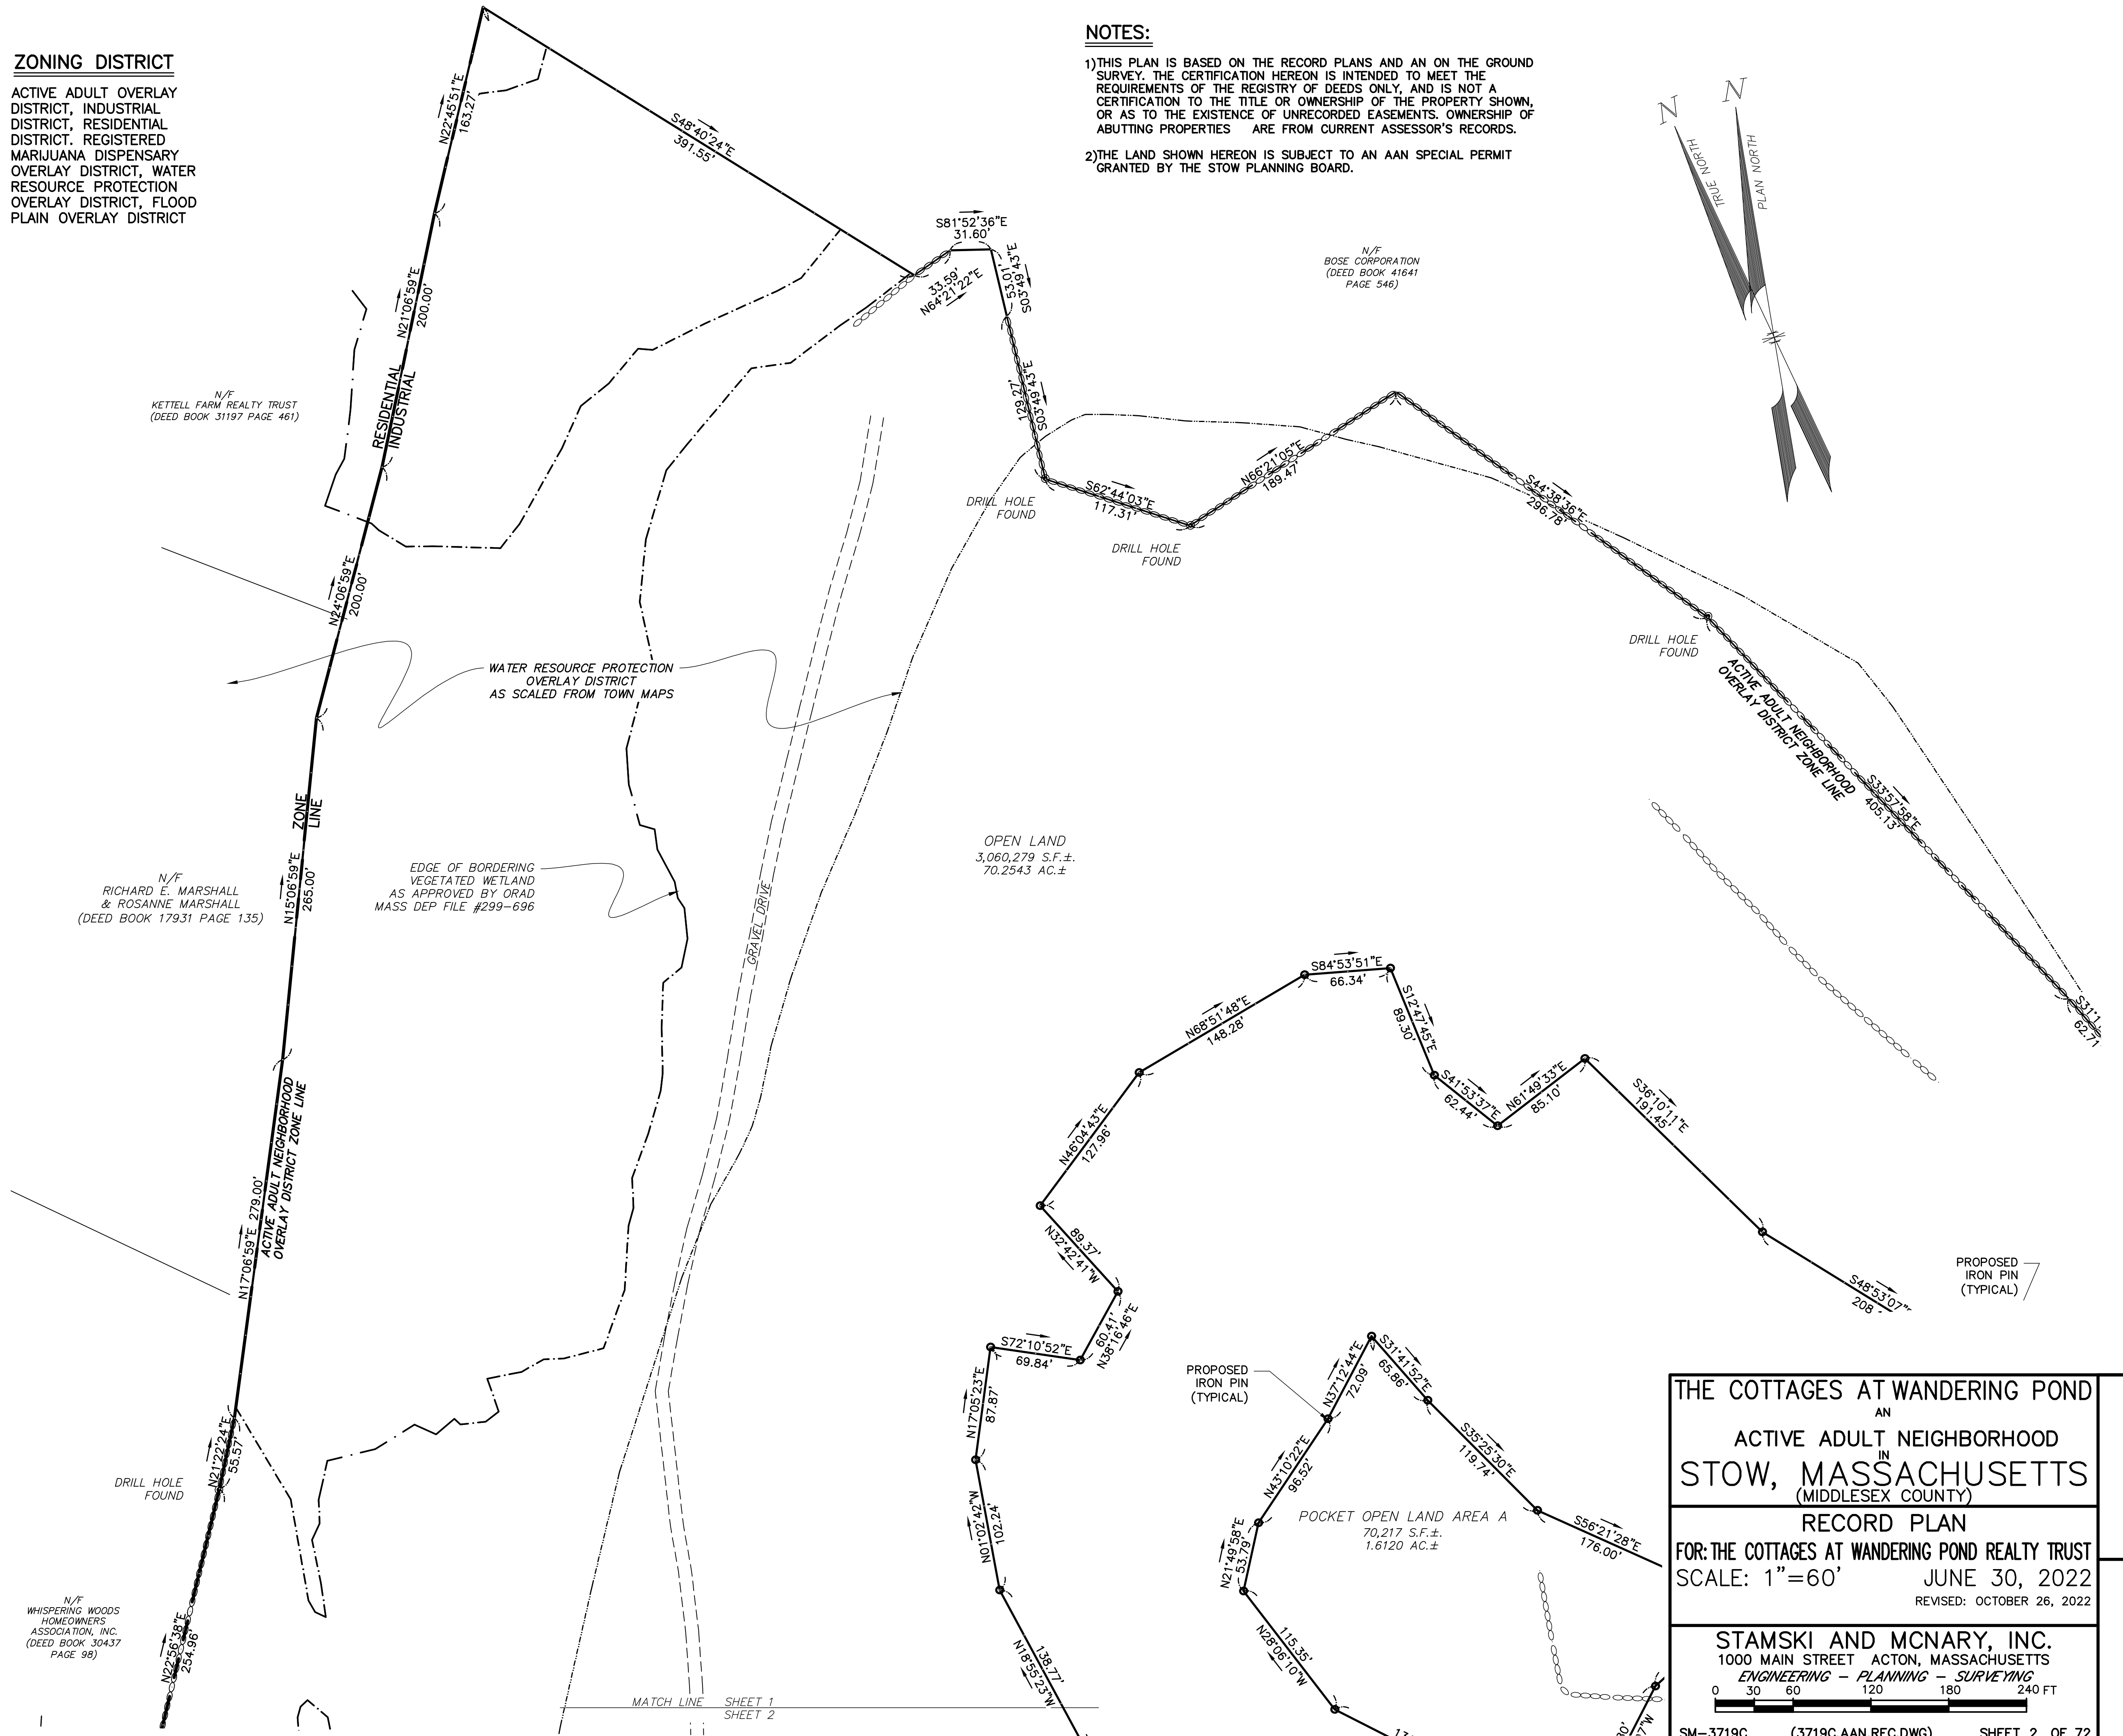 ZONING DISTRICT
ACTIVE ADULT OVERLAY
DISTRICT, INDUSTRIAL
DISTRICT, RESIDENTIAL
DISTRICT. REGISTERED
MARIJUANA DISPENSARY
OVERLAY DISTRICT, WATER
RESOURCE PROTECTION
OVERLAY DISTRICT, FLOOD
PLAIN OVERLAY DISTRICT
NOTES:
1)THIS PLAN IS BASED ON THE RECORD PLANS AND AN ON THE GROUND
SURVEY. THE CERTIFICATION HEREON IS INTENDED TO MEET THE
REQUIREMENTS OF THE REGISTRY OF DEEDS ONLY, AND IS NOT A
CERTIFICATION TO THE TITLE OR OWNERSHIP OF THE PROPERTY SHOWN,
OR AS TO THE EXISTENCE OF UNRECORDED EASEMENTS. OWNERSHIP OF
ABUTTING PROPERTIES ARE FROM CURRENT ASSESSOR'S RECORDS.
2)THE LAND SHOWN HEREON IS SUBJECT TO AN AAN SPECIAL PERMIT
GRANTED BY THE STOW PLANNING BOARD.
N
TRUE NORTH
N
PLAN NORTH
N/F
BOSE CORPORATION
(DEED BOOK 41641
PAGE 546)
N22°45'51"E
163.27'
S48°40'24"E
391.55'
S81°52'36"E
31.60'
33.59'
N64°21'22"E
S03°49'43"E
53.01'
S03°49'43"E
129.27'
N21°06'59"E
200.00'
RESIDENTIAL
INDUSTRIAL
N/F
KETTELL FARM REALTY TRUST
(DEED BOOK 31197 PAGE 461)
DRILL HOLE
FOUND
S62°44'03"E
117.31'
DRILL HOLE
FOUND
N66°21'05"E
189.47'
S44°38'36"E
296.78'
DRILL HOLE
FOUND
N24°06'59"E
200.00'
WATER RESOURCE PROTECTION
OVERLAY DISTRICT
AS SCALED FROM TOWN MAPS
ACTIVE ADULT NEIGHBORHOOD
OVERLAY DISTRICT ZONE LINE
S33°57'58"E
405.13'
S31°1
62.71
ZONE
LINE
N15°06'59"E
265.00'
N/F
RICHARD E. MARSHALL
& ROSANNE MARSHALL
(DEED BOOK 17931 PAGE 135)
EDGE OF BORDERING
VEGETATED WETLAND
AS APPROVED BY ORAD
MASS DEP FILE #299-696
GRAVEL DRIVE
OPEN LAND
3,060,279 S.F.±.
70.2543 AC.±
S84°53'51"E
66.34'
N68°51'48"E
148.28'
S12°47'45"E
89.30'
S41°53'37"E
62.44'
N61°49'33"E
85.10'
S36°10'11"E
191.45'
N46°04'43"E
127.96'
89.37'
N32°42'41"W
60.41'
N38°16'46"E
S72°10'52"E
69.84'
S48°53'07"
208
PROPOSED
IRON PIN
(TYPICAL)
ACTIVE ADULT NEIGHBORHOOD
OVERLAY DISTRICT ZONE LINE
N17°06'59"E 279.00'
N17°05'23"E
87.87'
N01°02'42"W
102.24'
138.77'
N18°55'23"W
PROPOSED
IRON PIN
(TYPICAL)
N37°12'44"E
72.09'
S31°41'52"E
65.86'
S35°25'30"E
119.74'
N43°10'22"E
96.52'
S56°21'28"E
176.00'
N21°49'58"E
53.79'
POCKET OPEN LAND AREA A
70,217 S.F.±.
1.6120 AC.±
115.35'
N28°06'10"W
N21°22'24"E
55.57'
DRILL HOLE
FOUND
N/F
WHISPERING WOODS
HOMEOWNERS
ASSOCIATION, INC.
(DEED BOOK 30437
PAGE 98)
N22°56'38"E
254.96'
MATCH LINE SHEET 1
SHEET 2
THE COTTAGES AT WANDERING POND
AN
ACTIVE ADULT NEIGHBORHOOD
IN
STOW, MASSACHUSETTS
(MIDDLESEX COUNTY)
RECORD PLAN
FOR: THE COTTAGES AT WANDERING POND REALTY TRUST
SCALE: 1"=60' JUNE 30, 2022
REVISED: OCTOBER 26, 2022
STAMSKI AND MCNARY, INC.
1000 MAIN STREET ACTON, MASSACHUSETTS
ENGINEERING - PLANNING - SURVEYING
0 30 60 120 180 240 FT
SM-3719C (3719C AAN REC.DWG) SHEET 2 OF 72